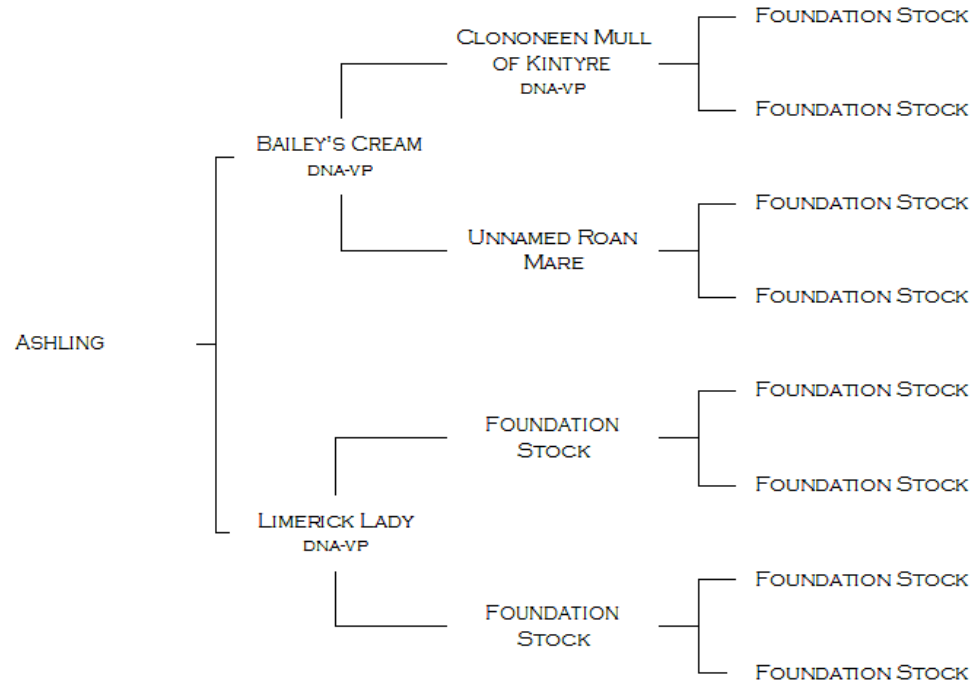 Foundation Stock
Clononeen Mull
of Kintyre
DNA-VP
Foundation Stock
Bailey's Cream
DNA-VP
Foundation Stock
Unnamed Roan
Mare
Foundation Stock
Ashling
Foundation Stock
Foundation
Stock
Foundation Stock
Limerick Lady
DNA-VP
Foundation Stock
Foundation
Stock
Foundation Stock